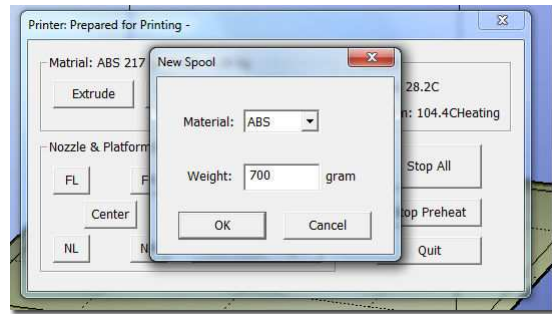 Printer: Prepared for Printing -
Matrial: ABS 217
New Spool
Extrude
28.2C
104.4CHeating
Material: ABS
Nozzle & Platform
Weight: 700 gram
Stop All
FL
F
Center
OK
Cancel
Preheat
NL
N
Quit